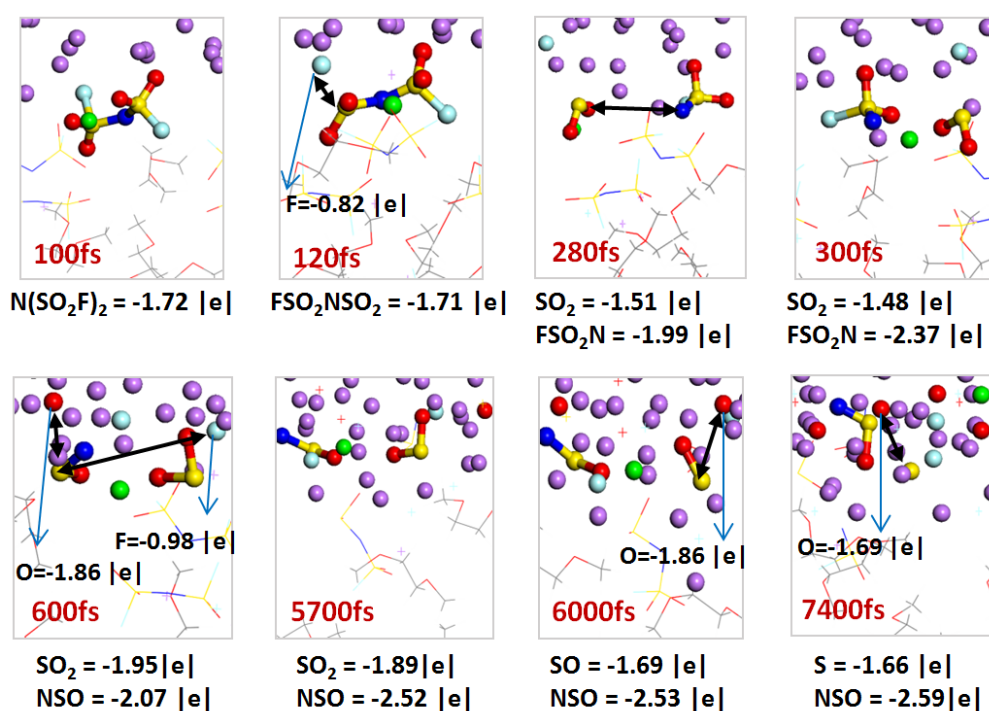 100fs
N(SO₂F)₂ = -1.72 |e|
F=-0.82 |e|
120fs
FSO₂NSO₂ = -1.71 |e|
280fs
SO₂ = -1.51 |e|
FSO₂N = -1.99 |e|
300fs
SO₂ = -1.48 |e|
FSO₂N = -2.37 |e|
F=-0.98 |e|
O=-1.86 |e|
600fs
SO₂ = -1.95|e|
NSO = -2.07 |e|
5700fs
SO₂ = -1.89|e|
NSO = -2.52 |e|
O=-1.86 |e|
6000fs
SO = -1.69 |e|
NSO = -2.53 |e|
O=-1.69 |e|
7400fs
S = -1.66 |e|
NSO = -2.59|e|